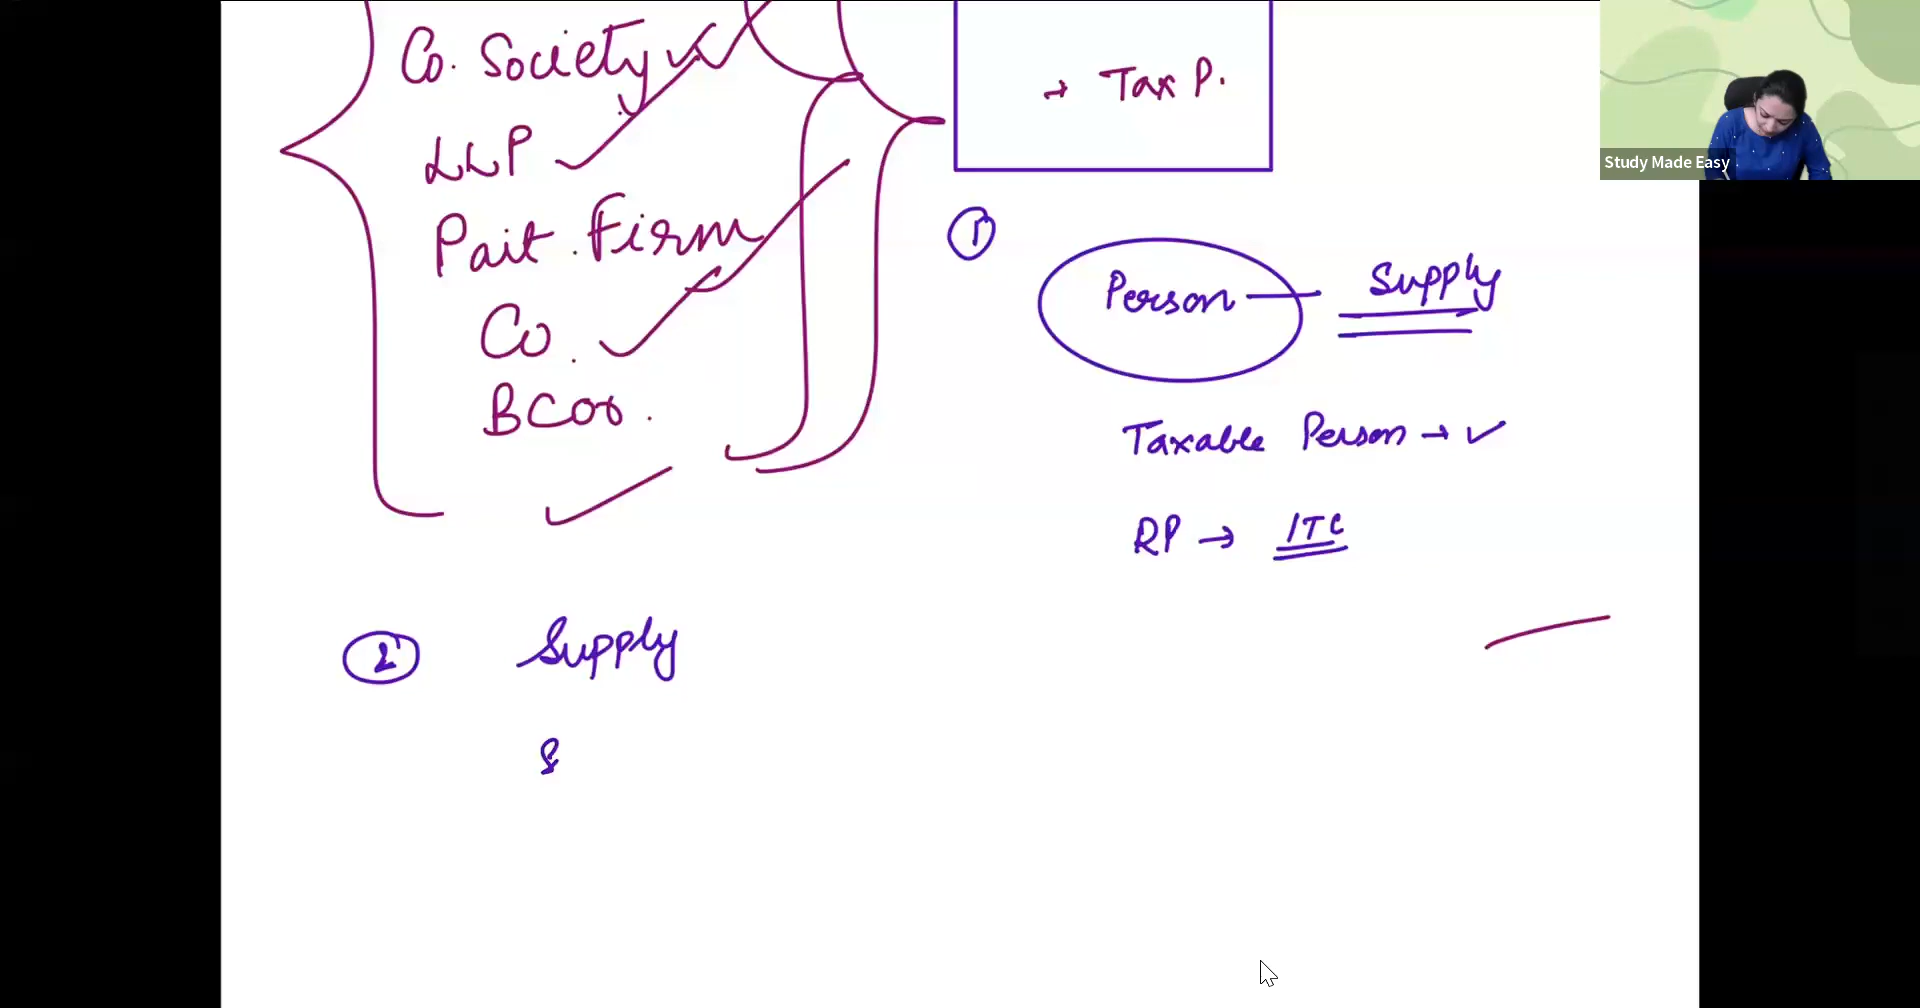 Co. Society
LLP
Part. Firm
Co.
→ Tax P.
Study Made Easy
1
Person — Supply
Taxable Person →
RP → ITC
2 Supply